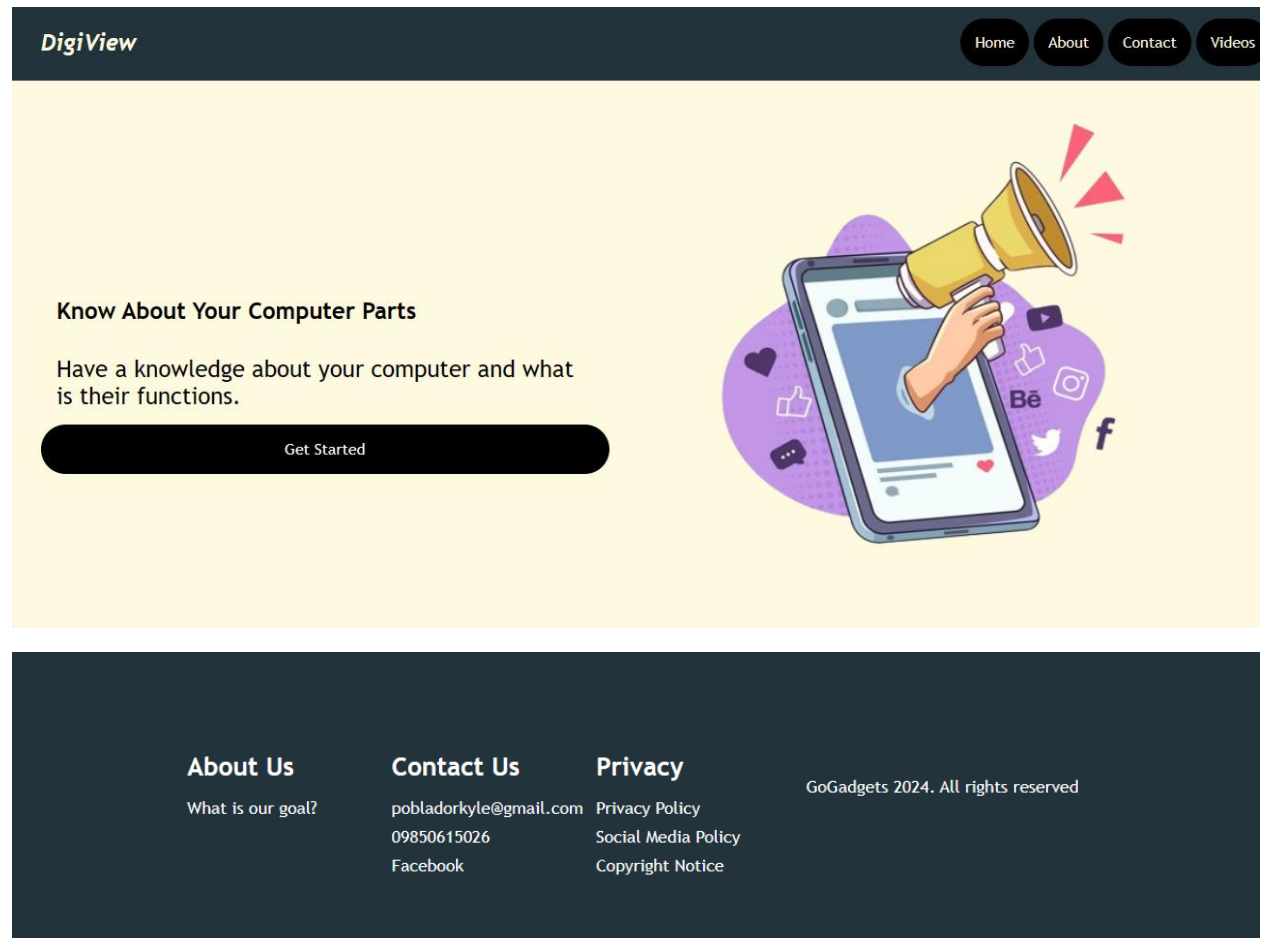 DigiView
Home About Contact Videos
Know About Your Computer Parts
Have a knowledge about your computer and what
is their functions.
Get Started
Bē
f
About Us
What is our goal?
Contact Us
pobladorkyle@gmail.com
09850615026
Facebook
Privacy
Privacy Policy
Social Media Policy
Copyright Notice
GoGadgets 2024. All rights reserved